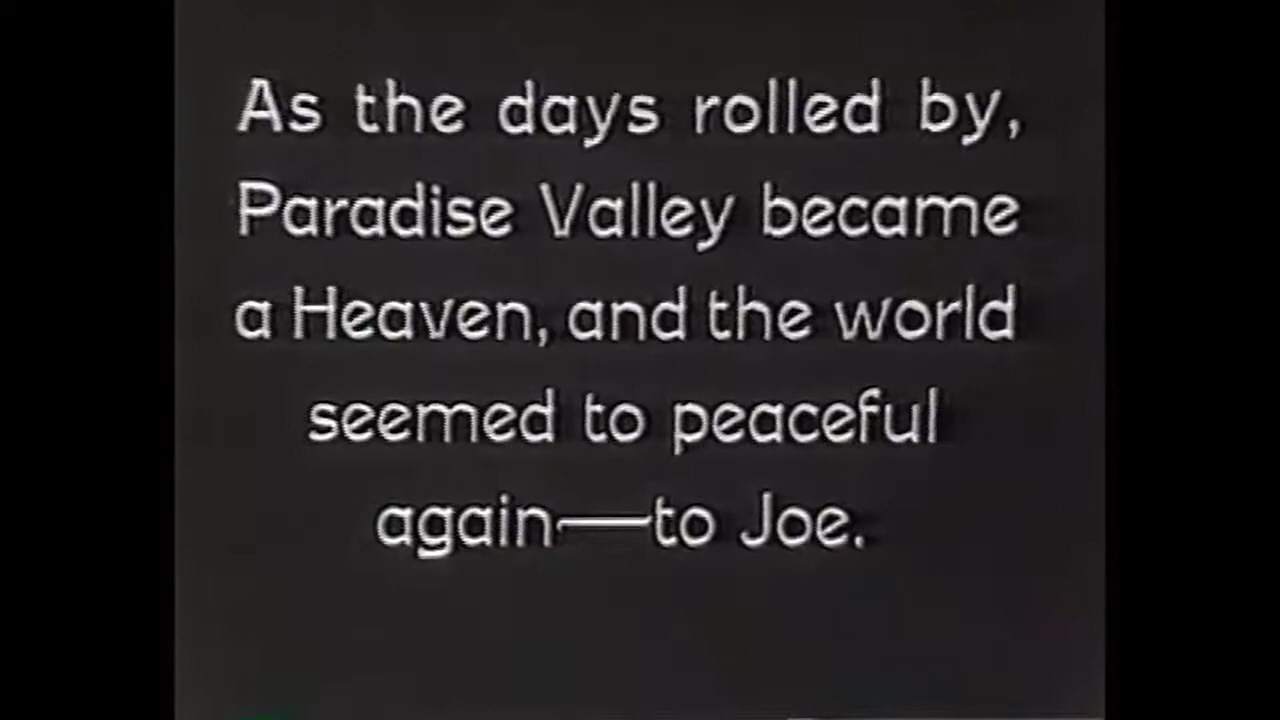 As the days rolled by,
Paradise Valley became
a Heaven, and the world
seemed to peaceful
again—to Joe.